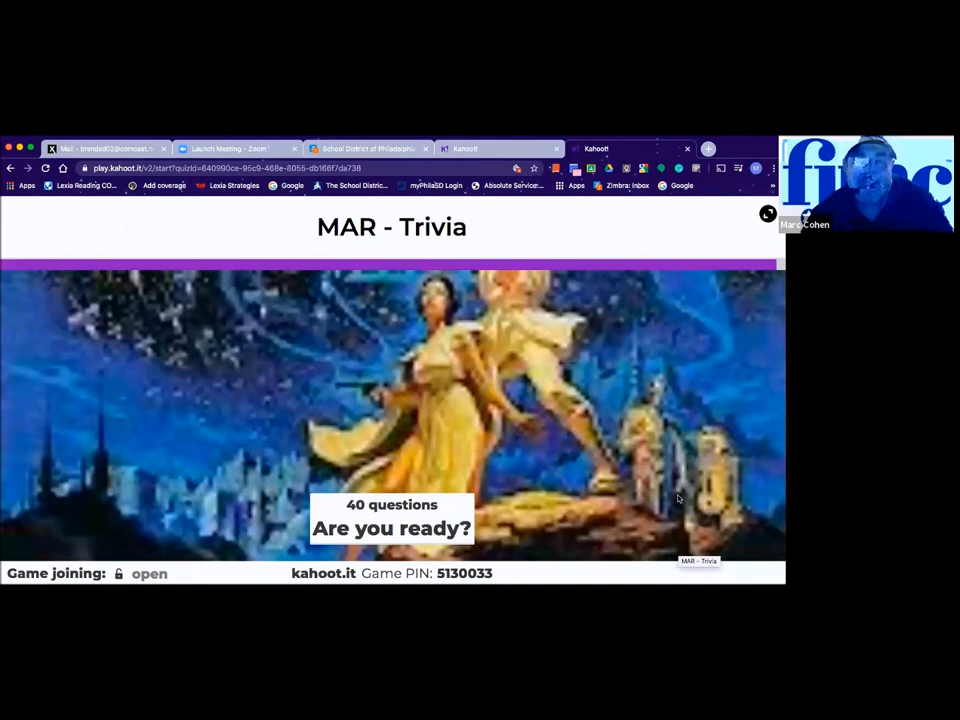 Mail - brendad02@comcast.n
Launch Meeting - Zoom
School District of Philadelphia
Kahoot!
Kahoot!
play.kahoot.it/v2/start?quizId=640990ce-95c9-468e-8055-db166f7da738
Apps
Lexia Reading CO...
Add coverage
Lexia Strategies
Google
The School Distric...
myPhilaSD Login
Absolute Service:...
Apps
Zimbra: Inbox
Google
MAR - Trivia
Marc Cohen
40 questions
Are you ready?
MAR - Trivia
Game joining: open
kahoot.it Game PIN: 5130033